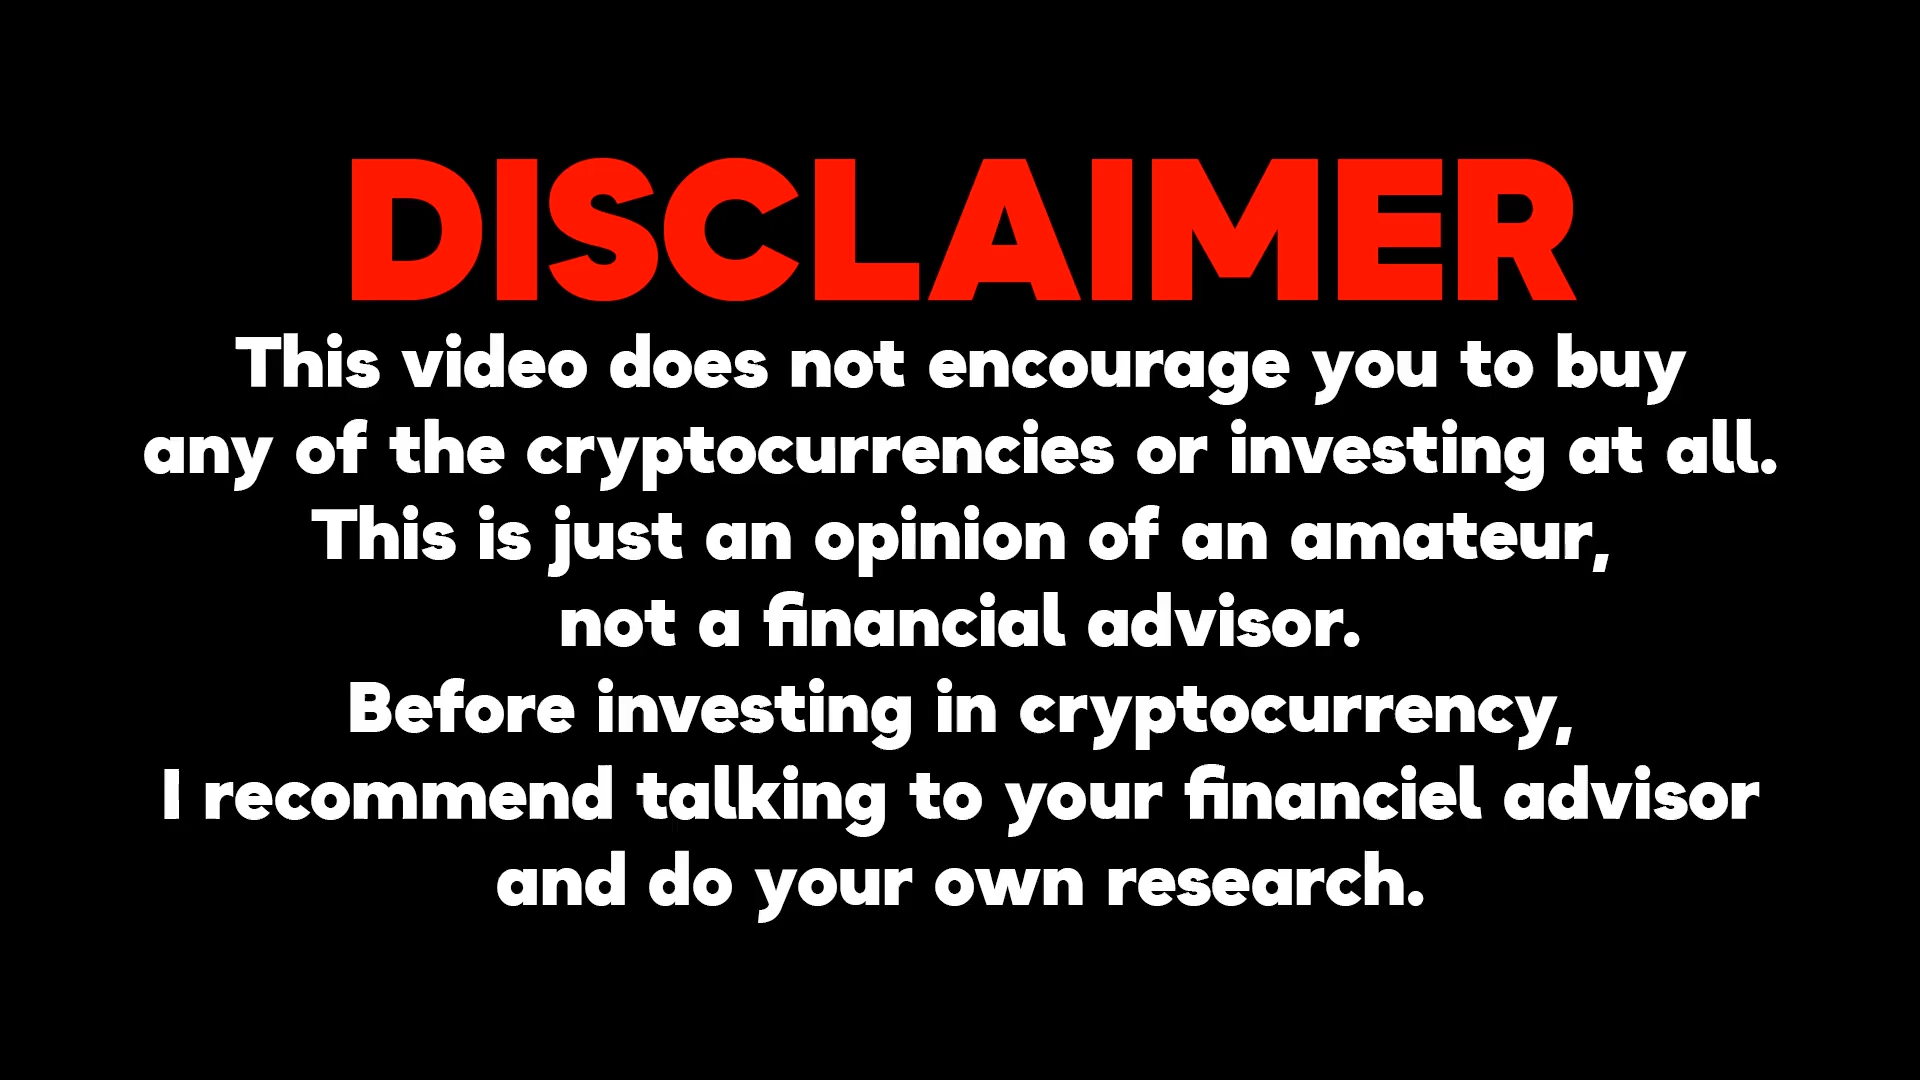 DISCLAIMER
This video does not encourage you to buy
any of the cryptocurrencies or investing at all.
This is just an opinion of an amateur,
not a financial advisor.
Before investing in cryptocurrency,
I recommend talking to your financiel advisor
and do your own research.